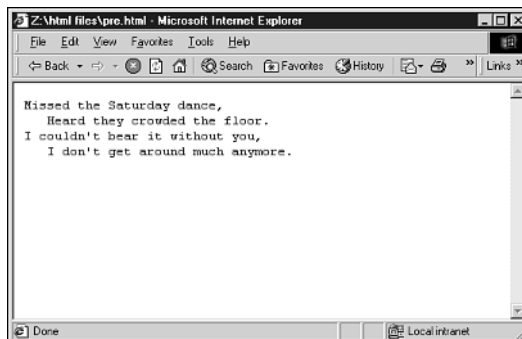 Z:\html files\pre.html - Microsoft Internet Explorer
File Edit View Favorites Tools Help
Back Search Favorites History » Links »
Missed the Saturday dance,
   Heard they crowded the floor.
I couldn't bear it without you,
   I don't get around much anymore.
Done Local intranet